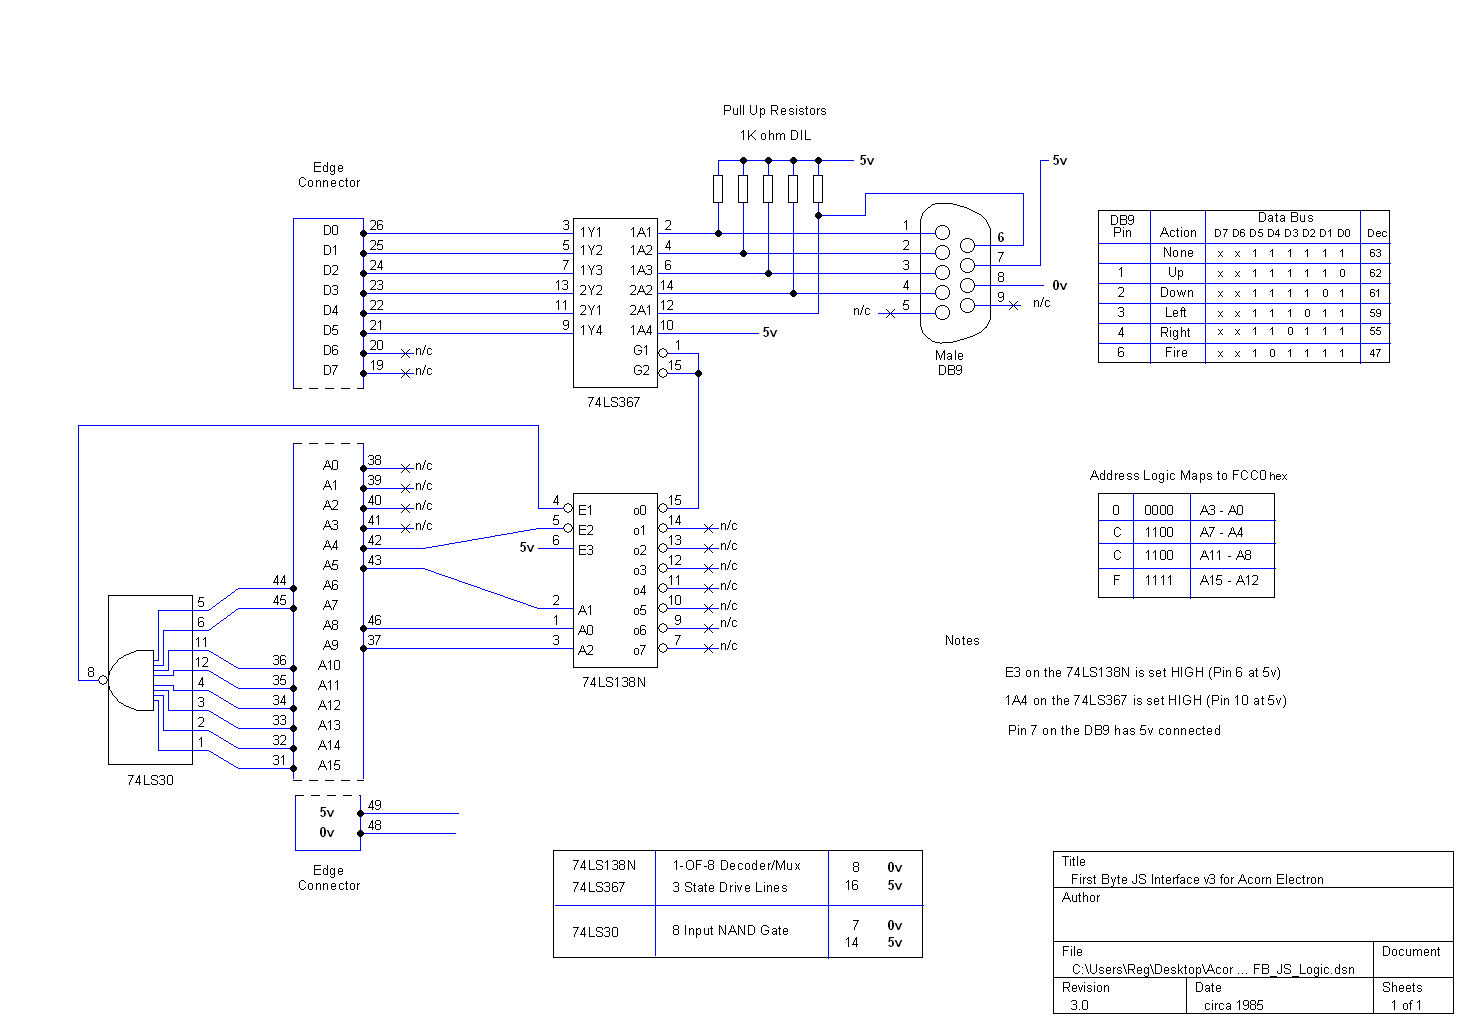 Pull Up Resistors
1K ohm DIL
5v
5v
Edge
Connector
D0 26 3 1Y1 1A1 2 1
D1 25 5 1Y2 1A2 4 2
D2 24 7 1Y3 1A3 6 3
D3 23 13 2Y2 2A2 14 4
D4 22 11 2Y1 2A1 12 n/c 5
D5 21 9 1Y4 1A4 10 5v
D6 20 n/c G1 1
D7 19 n/c G2 15
74LS367
6
7
8 0v
9 n/c
Male
DB9
DB9 Pin Action Data Bus Dec
D7 D6 D5 D4 D3 D2 D1 D0
None x x 1 1 1 1 1 1 63
1 Up x x 1 1 1 1 1 0 62
2 Down x x 1 1 1 1 0 1 61
3 Left x x 1 1 1 0 1 1 59
4 Right x x 1 1 0 1 1 1 55
6 Fire x x 1 0 1 1 1 1 47
A0 38 n/c
A1 39 n/c
A2 40 n/c
A3 41 n/c
A4 42
A5 43
44 A6
45 A7
A8 46
A9 37
36 A10
35 A11
34 A12
33 A13
32 A14
31 A15
4 E1 o0 15
5 E2 o1 14 n/c
5v 6 E3 o2 13 n/c
o3 12 n/c
o4 11 n/c
2 A1 o5 10 n/c
1 A0 o6 9 n/c
3 A2 o7 7 n/c
74LS138N
5
6
11
12
8
4
3
2
1
74LS30
5v 49
0v 48
Edge
Connector
Address Logic Maps to FCC0 hex
0 0000 A3 - A0
C 1100 A7 - A4
C 1100 A11 - A8
F 1111 A15 - A12
Notes
E3 on the 74LS138N is set HIGH (Pin 6 at 5v)
1A4 on the 74LS367 is set HIGH (Pin 10 at 5v)
Pin 7 on the DB9 has 5v connected
74LS138N 1-OF-8 Decoder/Mux 8 0v
74LS367 3 State Drive Lines 16 5v
74LS30 8 Input NAND Gate 7 0v
14 5v
Title
First Byte JS Interface v3 for Acorn Electron
Author
File Document
C:\Users\Reg\Desktop\Acor ... FB_JS_Logic.dsn
Revision Date Sheets
3.0 circa 1985 1 of 1